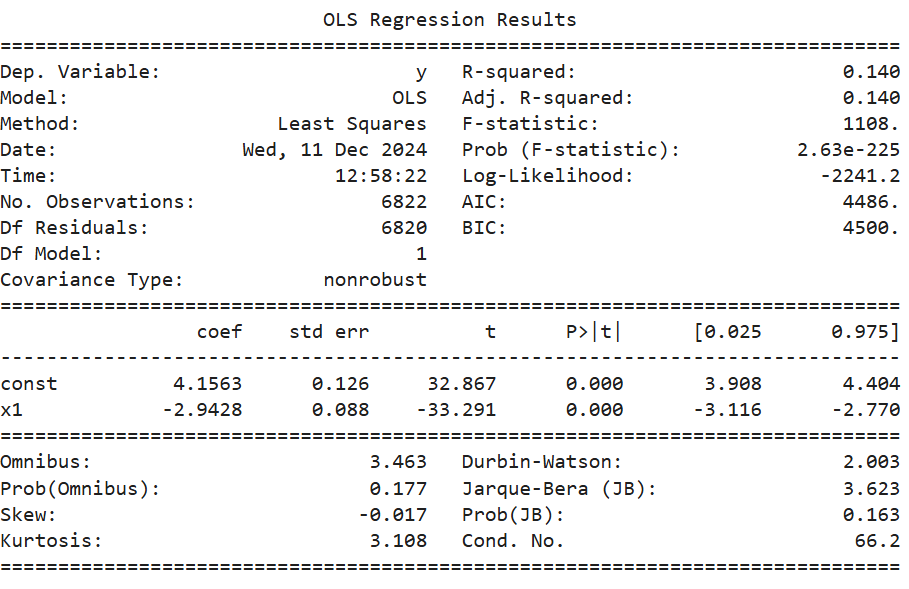 OLS Regression Results
==============================================================================
Dep. Variable:                      y   R-squared:                       0.140
Model:                            OLS   Adj. R-squared:                  0.140
Method:                 Least Squares   F-statistic:                     1108.
Date:                Wed, 11 Dec 2024   Prob (F-statistic):          2.63e-225
Time:                        12:58:22   Log-Likelihood:                -2241.2
No. Observations:                6822   AIC:                             4486.
Df Residuals:                    6820   BIC:                             4500.
Df Model:                           1
Covariance Type:            nonrobust
==============================================================================
                 coef    std err          t      P>|t|      [0.025      0.975]
------------------------------------------------------------------------------
const          4.1563      0.126     32.867      0.000       3.908       4.404
x1            -2.9428      0.088    -33.291      0.000      -3.116      -2.770
==============================================================================
Omnibus:                        3.463   Durbin-Watson:                   2.003
Prob(Omnibus):                  0.177   Jarque-Bera (JB):                3.623
Skew:                          -0.017   Prob(JB):                        0.163
Kurtosis:                       3.108   Cond. No.                         66.2
==============================================================================